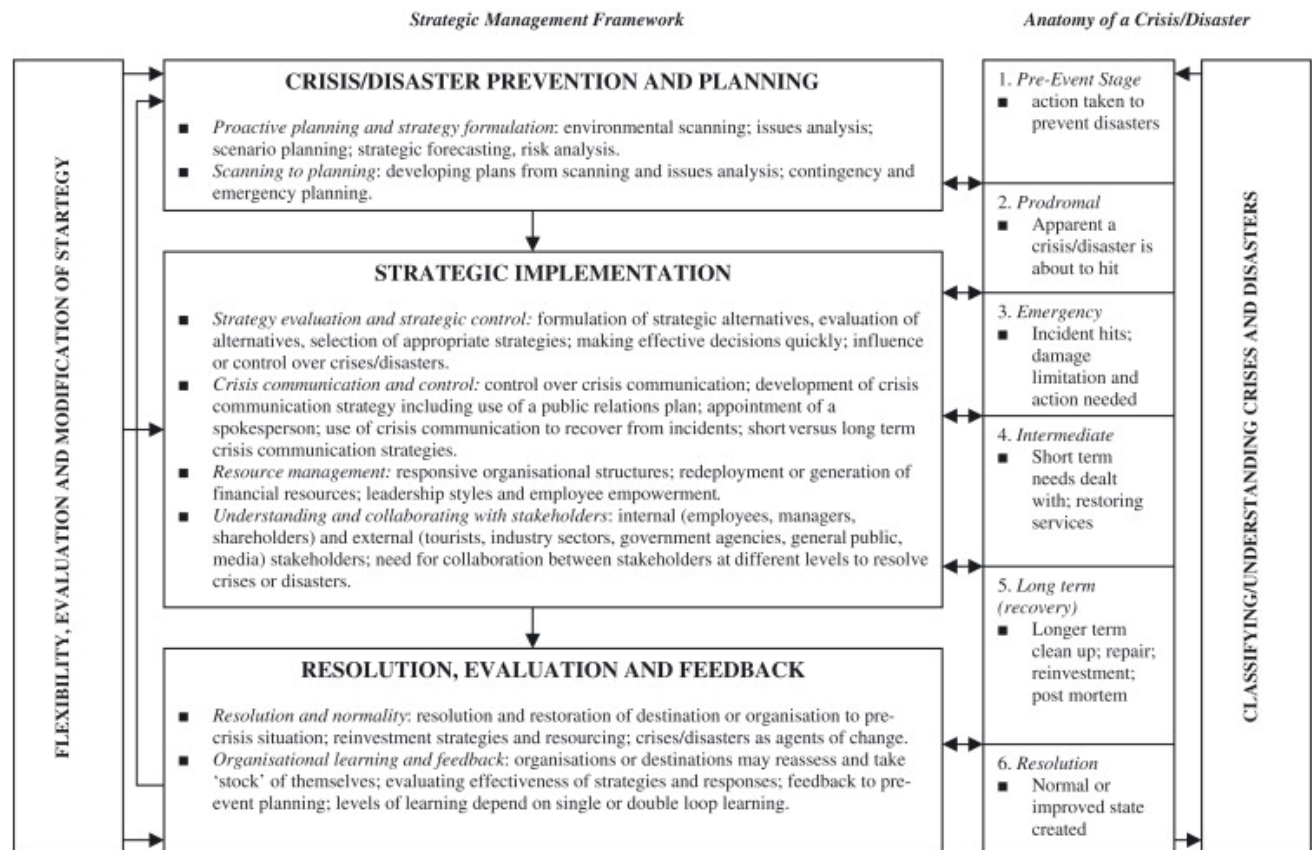 Strategic Management Framework
Anatomy of a Crisis/Disaster
FLEXIBILITY, EVALUATION AND MODIFICATION OF STARTEGY
CRISIS/DISASTER PREVENTION AND PLANNING
■ Proactive planning and strategy formulation: environmental scanning; issues analysis;
scenario planning; strategic forecasting, risk analysis.
■ Scanning to planning: developing plans from scanning and issues analysis; contingency and
emergency planning.
STRATEGIC IMPLEMENTATION
■ Strategy evaluation and strategic control: formulation of strategic alternatives, evaluation of
alternatives, selection of appropriate strategies; making effective decisions quickly; influence
or control over crises/disasters.
■ Crisis communication and control: control over crisis communication; development of crisis
communication strategy including use of a public relations plan; appointment of a
spokesperson; use of crisis communication to recover from incidents; short versus long term
crisis communication strategies.
■ Resource management: responsive organisational structures; redeployment or generation of
financial resources; leadership styles and employee empowerment.
■ Understanding and collaborating with stakeholders: internal (employees, managers,
shareholders) and external (tourists, industry sectors, government agencies, general public,
media) stakeholders; need for collaboration between stakeholders at different levels to resolve
crises or disasters.
RESOLUTION, EVALUATION AND FEEDBACK
■ Resolution and normality: resolution and restoration of destination or organisation to pre-
crisis situation; reinvestment strategies and resourcing; crises/disasters as agents of change.
■ Organisational learning and feedback: organisations or destinations may reassess and take
‘stock’ of themselves; evaluating effectiveness of strategies and responses; feedback to pre-
event planning; levels of learning depend on single or double loop learning.
1. Pre-Event Stage
■ action taken to
prevent disasters
2. Prodromal
■ Apparent a
crisis/disaster is
about to hit
3. Emergency
■ Incident hits;
damage
limitation and
action needed
4. Intermediate
■ Short term
needs dealt
with; restoring
services
5. Long term
(recovery)
■ Longer term
clean up; repair;
reinvestment;
post mortem
6. Resolution
■ Normal or
improved state
created
CLASSIFYING/UNDERSTANDING CRISES AND DISASTERS